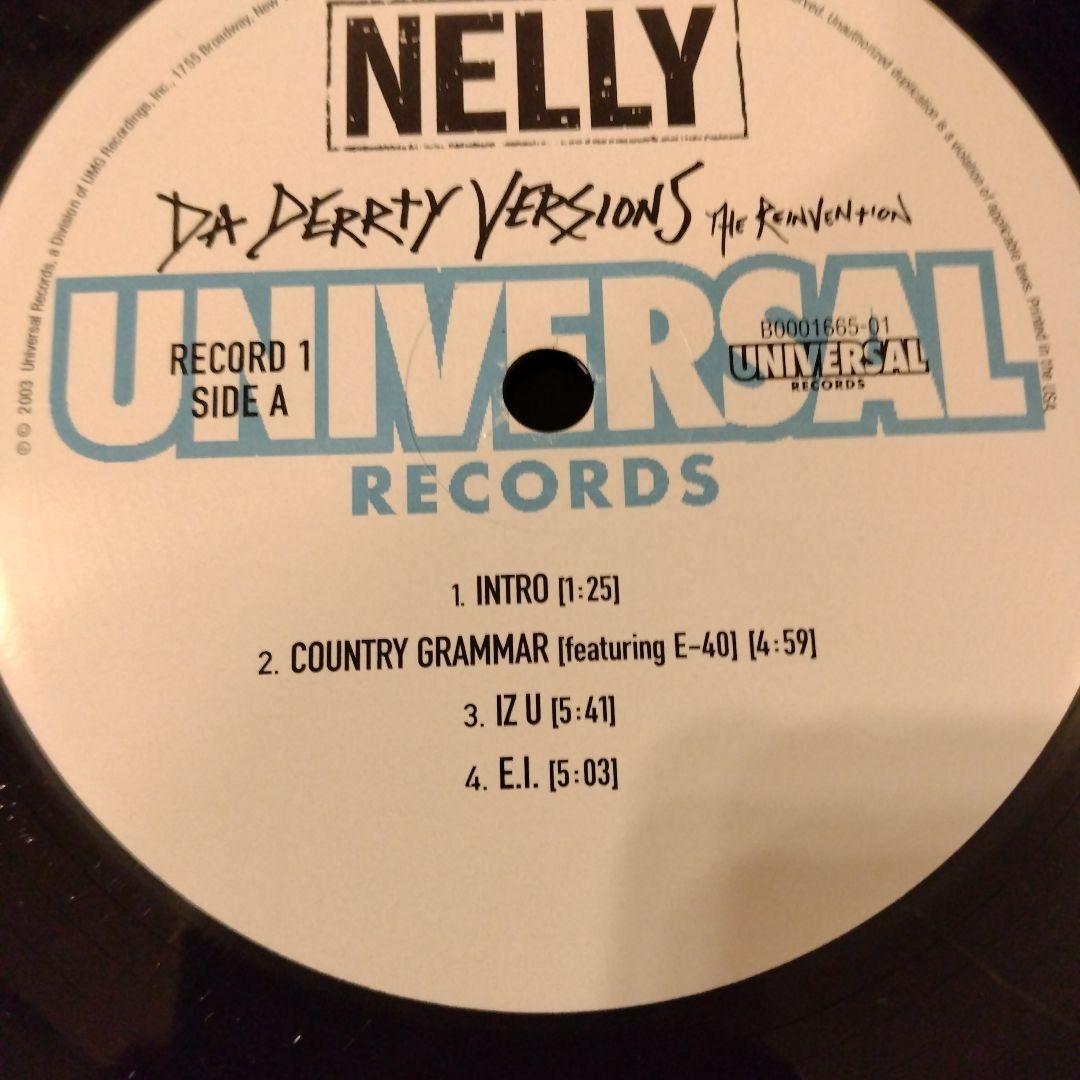 NELLY
DA DERRTY VERSIONS THE REINVENTION
UNIVERSAL
RECORDS
RECORD 1
SIDE A
B0001665-01
UNIVERSAL
RECORDS
1. INTRO [1:25]
2. COUNTRY GRAMMAR [featuring E-40] [4:59]
3. IZ U [5:41]
4. E.I. [5:03]
℗ © 2003 Universal Records, a Division of UMG Recordings, Inc., 1755 Broadway, New
Unauthorized duplication is a violation of applicable laws. Printed in the USA.